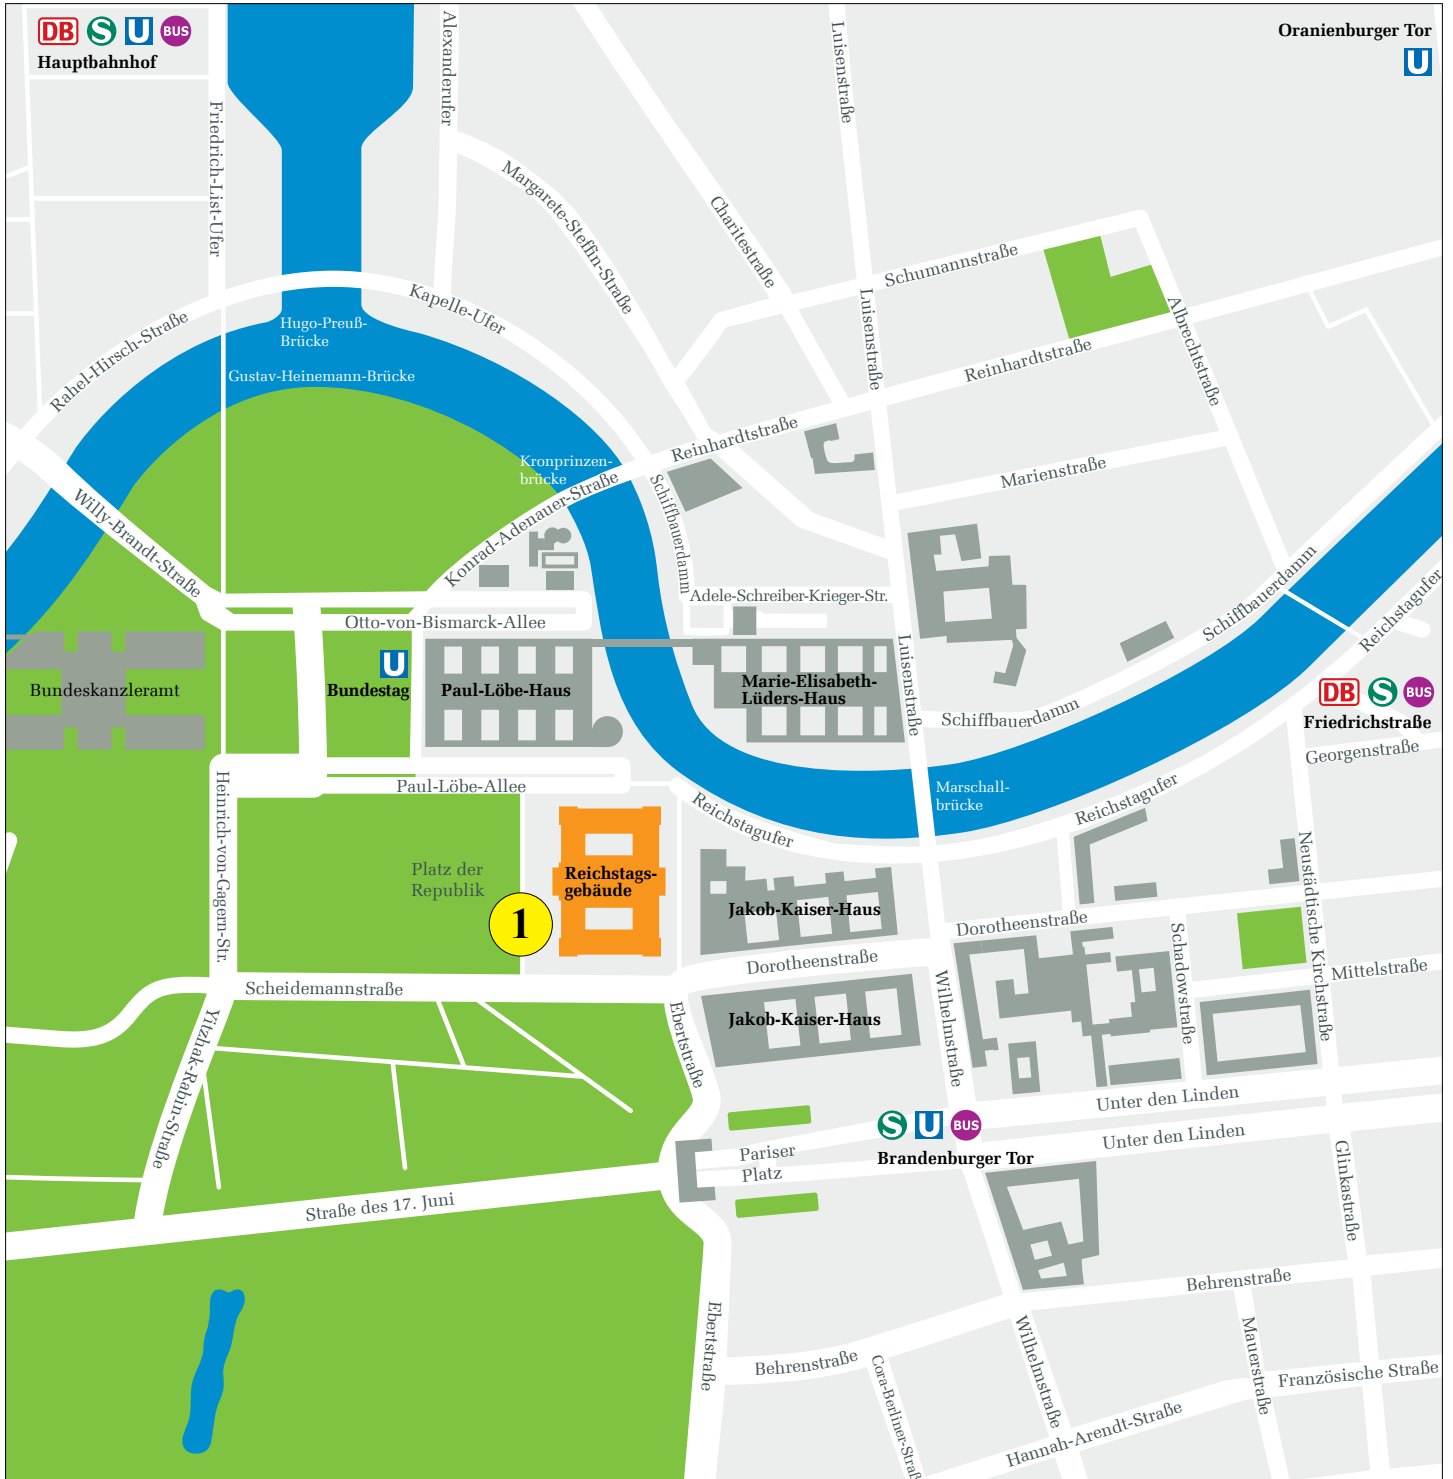 DB S U BUS
Hauptbahnhof
Oranienburger Tor
U
Alexanderufer
Luisenstraße
Friedrich-List-Ufer
Margarete-Steffin-Straße
Charitestraße
Schumannstraße
Albrechtstraße
Luisenstraße
Kapelle-Ufer
Rahel-Hirsch-Straße
Hugo-Preuß-
Brücke
Gustav-Heinemann-Brücke
Reinhardtstraße
Reinhardtstraße
Kronprinzen-
brücke
Marienstraße
Willy-Brandt-Straße
Konrad-Adenauer-Straße
Schiffbauerdamm
Schiffbauerdamm
Reichstagufer
Adele-Schreiber-Krieger-Str.
Otto-von-Bismarck-Allee
U
Bundestag
Bundeskanzleramt
Paul-Löbe-Haus
Marie-Elisabeth-
Lüders-Haus
Luisenstraße
Schiffbauerdamm
DB S BUS
Friedrichstraße
Georgenstraße
Paul-Löbe-Allee
Reichstagufer
Marschall-
brücke
Reichstagufer
Heinrich-von-Gagern-Str.
Platz der
Republik
1
Reichstags-
gebäude
Jakob-Kaiser-Haus
Dorotheenstraße
Dorotheenstraße
Neustädtische Kirchstraße
Schadowstraße
Mittelstraße
Scheidemannstraße
Ebertstraße
Jakob-Kaiser-Haus
Wilhelmstraße
Yitzhak-Rabin-Straße
Unter den Linden
Unter den Linden
S U BUS
Brandenburger Tor
Pariser
Platz
Glinkastraße
Straße des 17. Juni
Ebertstraße
Behrenstraße
Behrenstraße
Wilhelmstraße
Mauerstraße
Cora-Berliner-Straß
Französische Straße
Hannah-Arendt-Straße